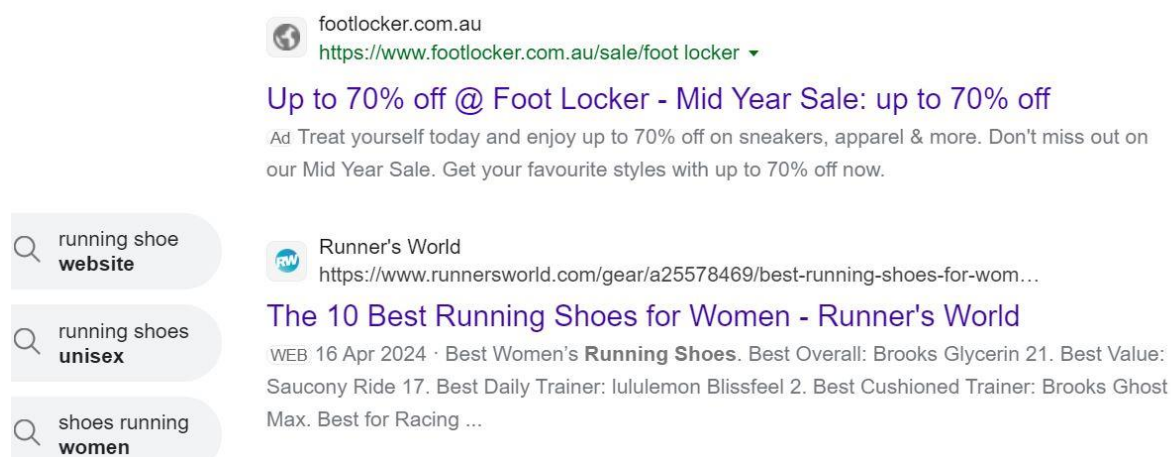 footlocker.com.au
https://www.footlocker.com.au/sale/foot locker
Up to 70% off @ Foot Locker - Mid Year Sale: up to 70% off
Ad Treat yourself today and enjoy up to 70% off on sneakers, apparel & more. Don't miss out on
our Mid Year Sale. Get your favourite styles with up to 70% off now.
running shoe
website
running shoes
unisex
shoes running
women
RW
Runner's World
https://www.runnersworld.com/gear/a25578469/best-running-shoes-for-wom…
The 10 Best Running Shoes for Women - Runner's World
WEB 16 Apr 2024 · Best Women’s Running Shoes. Best Overall: Brooks Glycerin 21. Best Value:
Saucony Ride 17. Best Daily Trainer: lululemon Blissfeel 2. Best Cushioned Trainer: Brooks Ghost
Max. Best for Racing ...